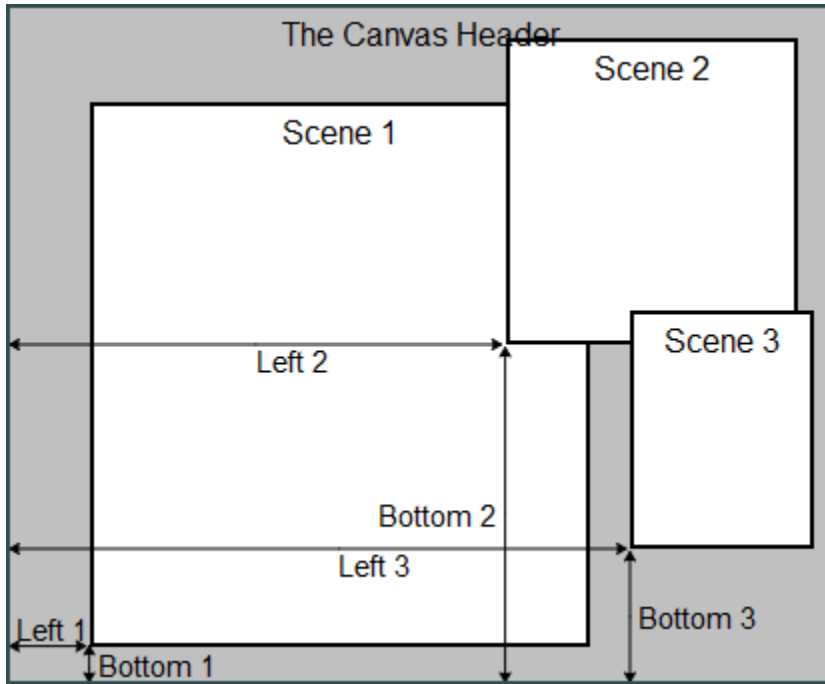 The Canvas Header
Scene 2
Scene 1
Scene 3
Left 2
Bottom 2
Left 3
Bottom 3
Left 1
Bottom 1